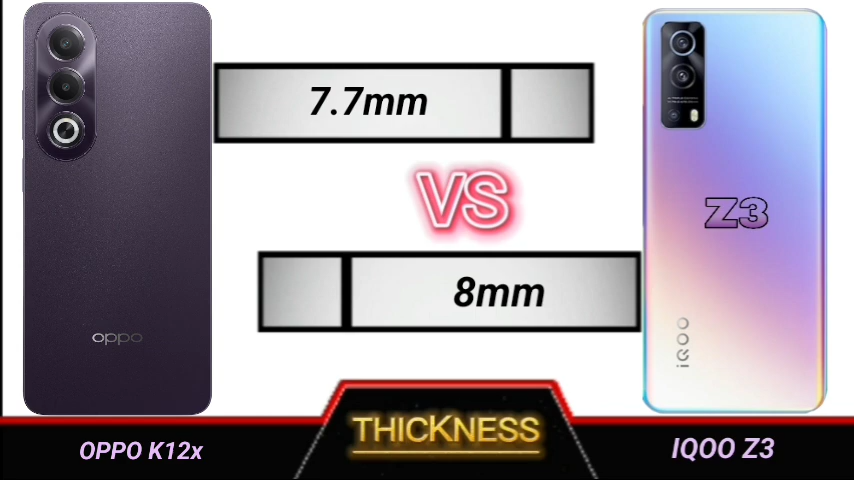 7.7mm
VS
8mm
Z3
oppo
iQOO
THICKNESS
OPPO K12x
IQOO Z3